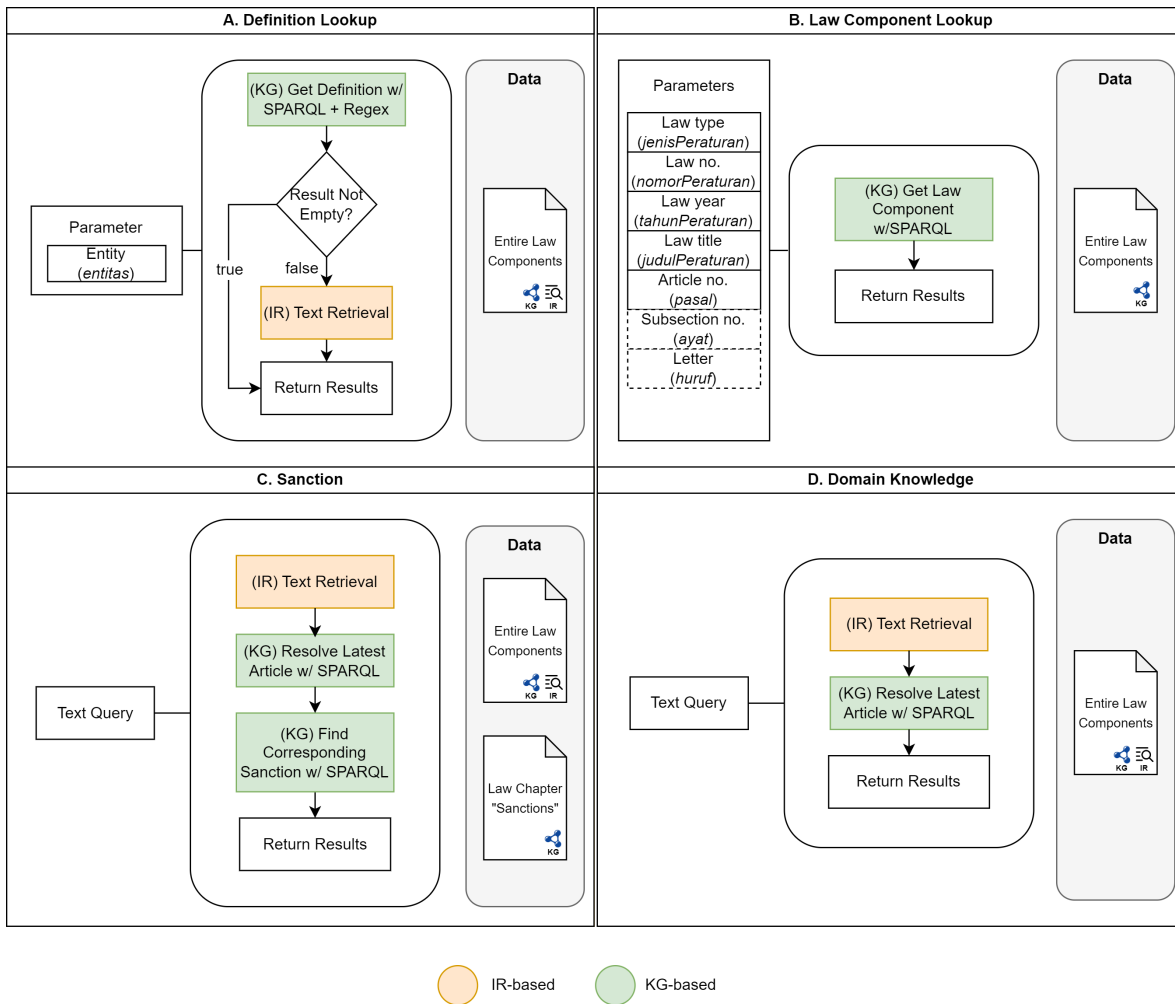 A. Definition Lookup
(KG) Get Definition w/
SPARQL + Regex
Result Not
Empty?
true
false
(IR) Text Retrieval
Return Results
Parameter
Entity
(entitas)
Data
Entire Law
Components
KG IR
B. Law Component Lookup
Parameters
Law type
(jenisPeraturan)
Law no.
(nomorPeraturan)
Law year
(tahunPeraturan)
Law title
(judulPeraturan)
Article no.
(pasal)
Subsection no.
(ayat)
Letter
(huruf)
(KG) Get Law
Component
w/SPARQL
Return Results
Data
Entire Law
Components
KG
C. Sanction
Text Query
(IR) Text Retrieval
(KG) Resolve Latest
Article w/ SPARQL
(KG) Find
Corresponding
Sanction w/ SPARQL
Return Results
Data
Entire Law
Components
KG IR
Law Chapter
"Sanctions"
KG
D. Domain Knowledge
Text Query
(IR) Text Retrieval
(KG) Resolve Latest
Article w/ SPARQL
Return Results
Data
Entire Law
Components
KG IR
IR-based
KG-based